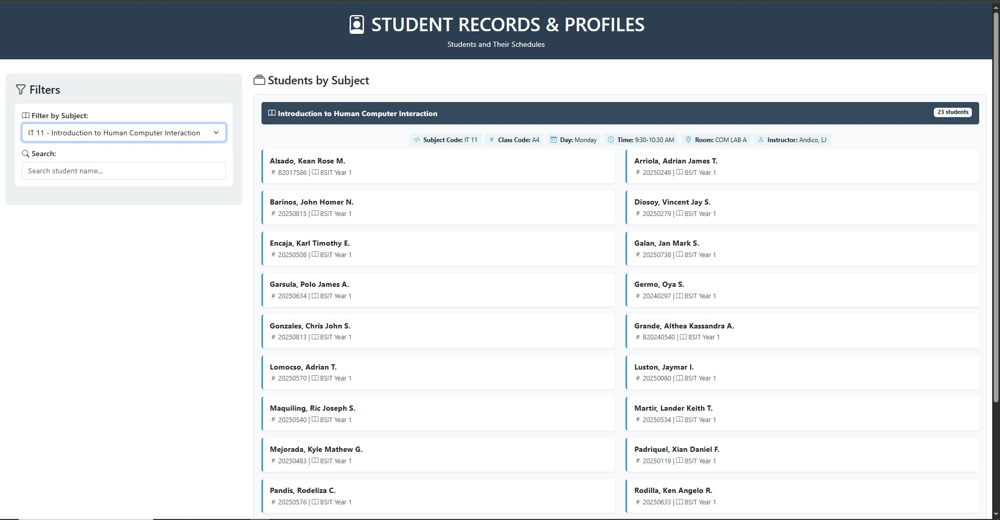 STUDENT RECORDS & PROFILES
Students and Their Schedules
Filters
Filter by Subject:
IT 11 - Introduction to Human Computer Interaction
Search:
Search student name...
Students by Subject
Introduction to Human Computer Interaction
23 students
Subject Code: IT 11 # Class Code: A4 Day: Monday Time: 9:30-10:30 AM Room: COM LAB A Instructor: Andico, LJ
Alsado, Kean Rose M.
# B2017586 | BSIT Year 1
Arriola, Adrian James T.
# 20250249 | BSIT Year 1
Barinos, John Homer N.
# 20250815 | BSIT Year 1
Diosoy, Vincent Jay S.
# 20250279 | BSIT Year 1
Encaja, Karl Timothy E.
# 20250508 | BSIT Year 1
Galan, Jan Mark S.
# 20250738 | BSIT Year 1
Garsula, Polo James A.
# 20250634 | BSIT Year 1
Germo, Oya S.
# 20240297 | BSIT Year 1
Gonzales, Chris John S.
# 20250813 | BSIT Year 1
Grande, Althea Kassandra A.
# B20240540 | BSIT Year 1
Lomocso, Adrian T.
# 20250570 | BSIT Year 1
Luston, Jaymar I.
# 20250080 | BSIT Year 1
Maquiling, Ric Joseph S.
# 20250540 | BSIT Year 1
Martir, Lander Keith T.
# 20250534 | BSIT Year 1
Mejorada, Kyle Mathew G.
# 20250483 | BSIT Year 1
Padriquel, Xian Daniel F.
# 20250119 | BSIT Year 1
Pandis, Rodeliza C.
# 20250576 | BSIT Year 1
Rodilla, Ken Angelo R.
# 20250633 | BSIT Year 1